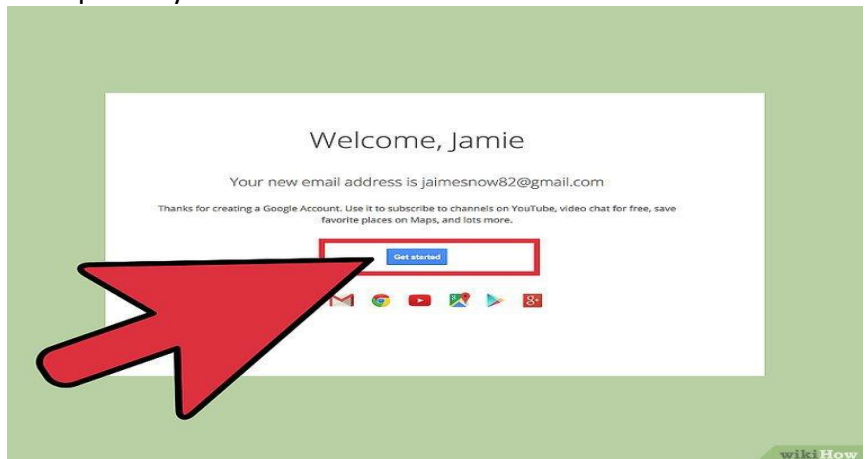 Welcome, Jamie
Your new email address is jaimesnow82@gmail.com
Thanks for creating a Google Account. Use it to subscribe to channels on YouTube, video chat for free, save
favorite places on Maps, and lots more.
Get started
8+
wikiHow